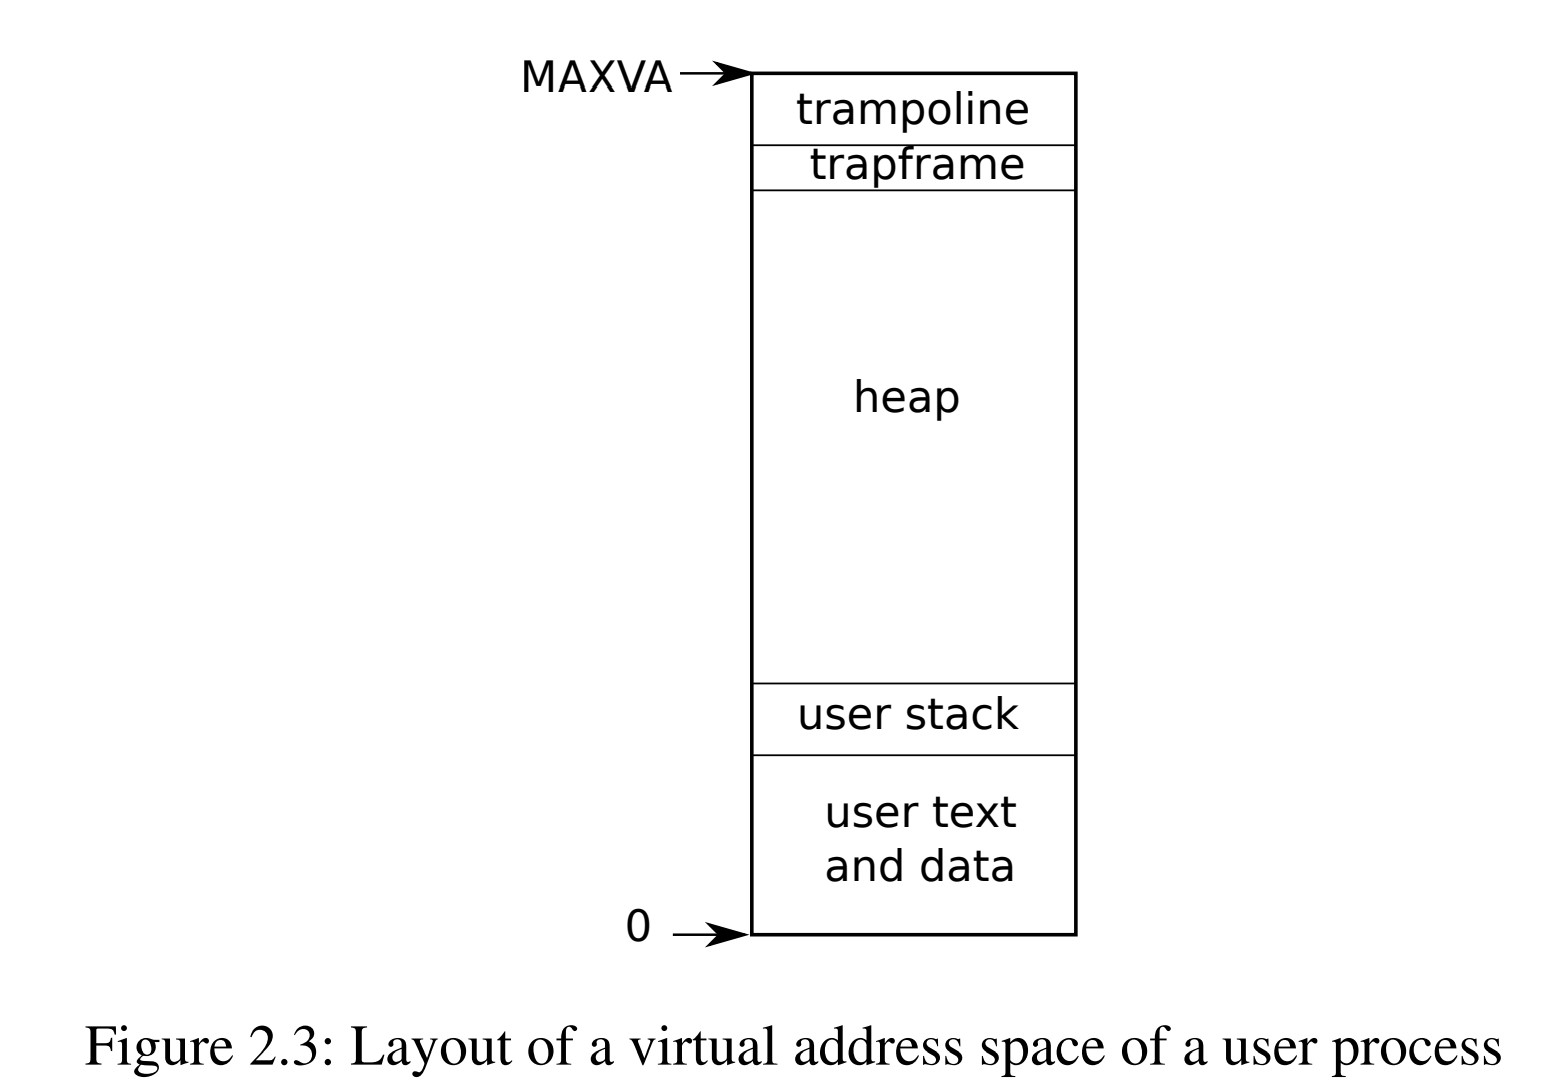 MAXVA
trampoline
trapframe
heap
user stack
user text
and data
0
Figure 2.3: Layout of a virtual address space of a user process